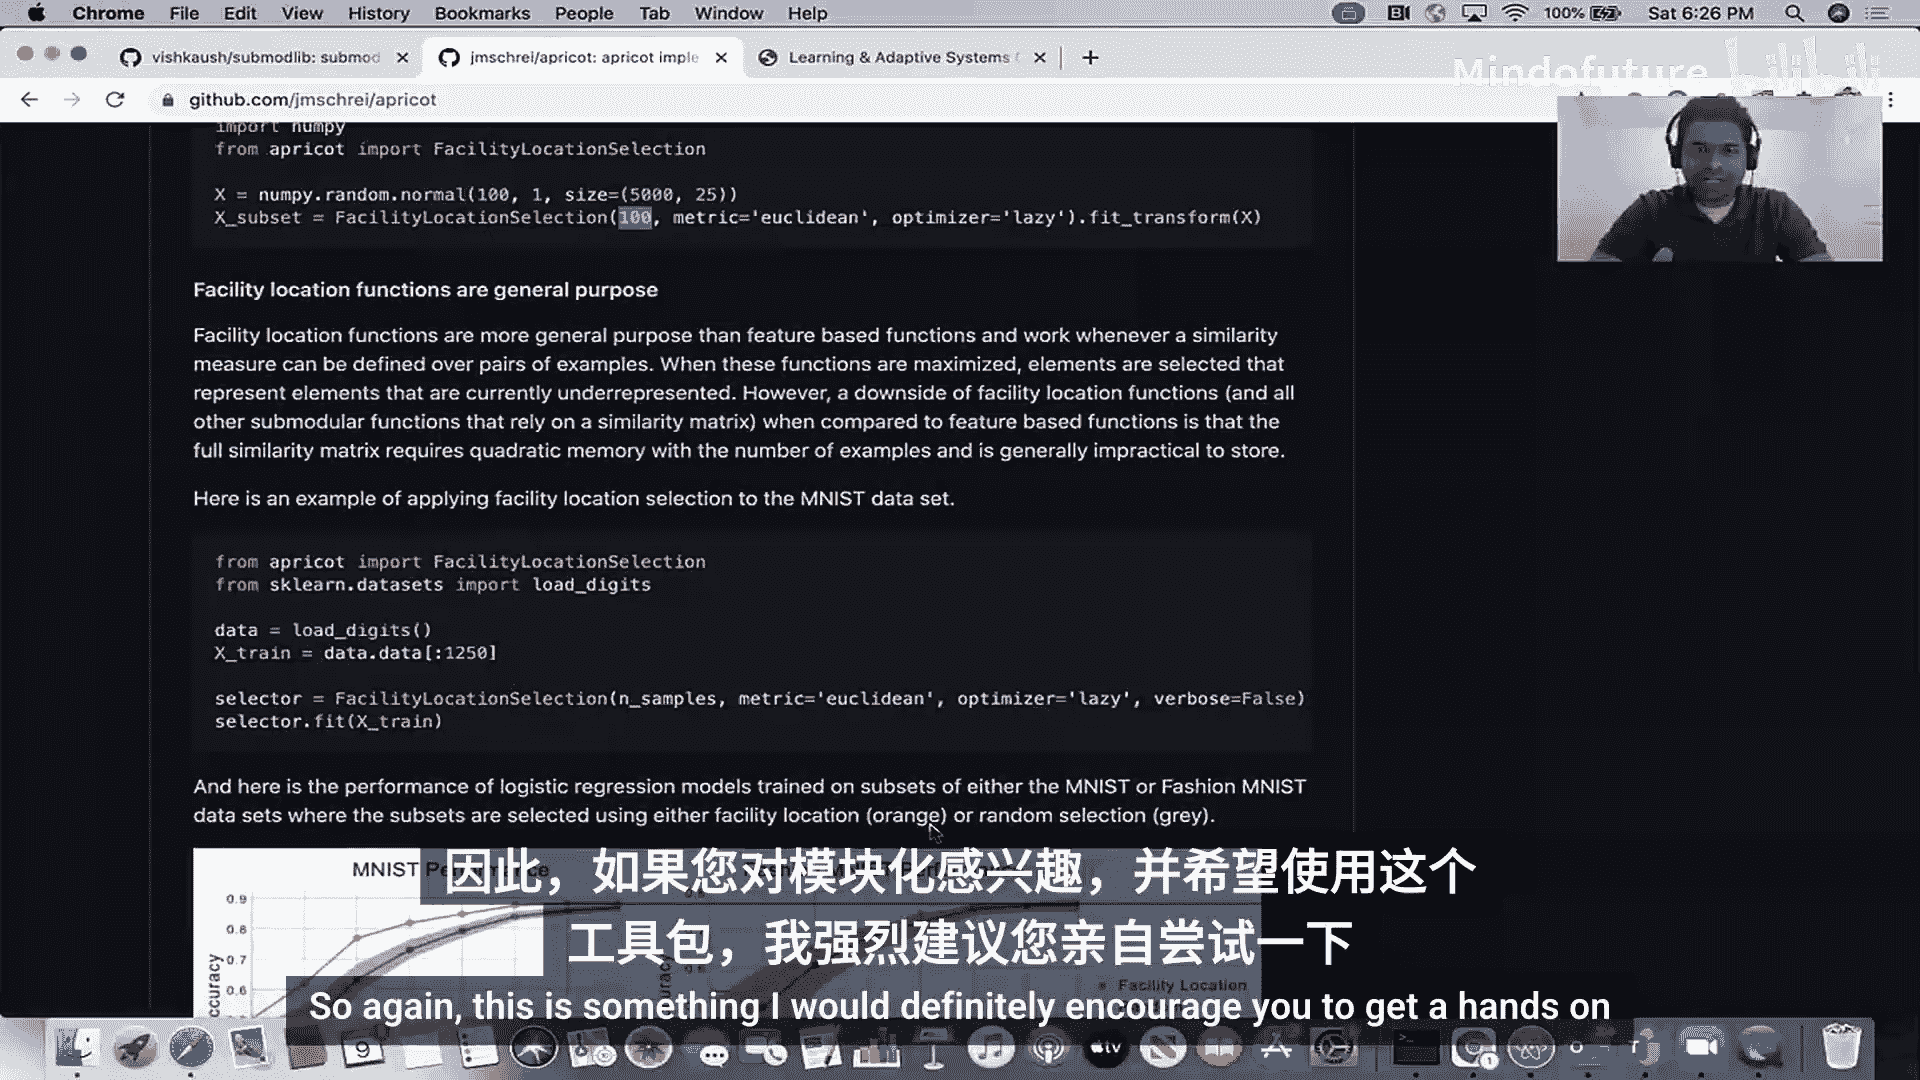 Chrome File Edit View History Bookmarks People Tab Window Help 100% Sat 6:26 PM
vishkaush/submodlib: submod
jmschrei/apricot: apricot imple
Learning & Adaptive Systems
Mindofuture
github.com/jmschrei/apricot
import numpy
from apricot import FacilityLocationSelection
X = numpy.random.normal(100, 1, size=(5000, 25))
X_subset = FacilityLocationSelection(100, metric='euclidean', optimizer='lazy').fit_transform(X)
Facility location functions are general purpose
Facility location functions are more general purpose than feature based functions and work whenever a similarity
measure can be defined over pairs of examples. When these functions are maximized, elements are selected that
represent elements that are currently underrepresented. However, a downside of facility location functions (and all
other submodular functions that rely on a similarity matrix) when compared to feature based functions is that the
full similarity matrix requires quadratic memory with the number of examples and is generally impractical to store.
Here is an example of applying facility location selection to the MNIST data set.
from apricot import FacilityLocationSelection
from sklearn.datasets import load_digits
data = load_digits()
X_train = data.data[:1250]
selector = FacilityLocationSelection(n_samples, metric='euclidean', optimizer='lazy', verbose=False)
selector.fit(X_train)
And here is the performance of logistic regression models trained on subsets of either the MNIST or Fashion MNIST
data sets where the subsets are selected using either facility location (orange) or random selection (grey).
MNIST Performance
0.9
0.8
0.7
0.6
Facility Location
因此，如果您对模块化感兴趣，并希望使用这个
工具包，我强烈建议您亲自尝试一下
So again, this is something I would definitely encourage you to get a hands on
9
tv
1